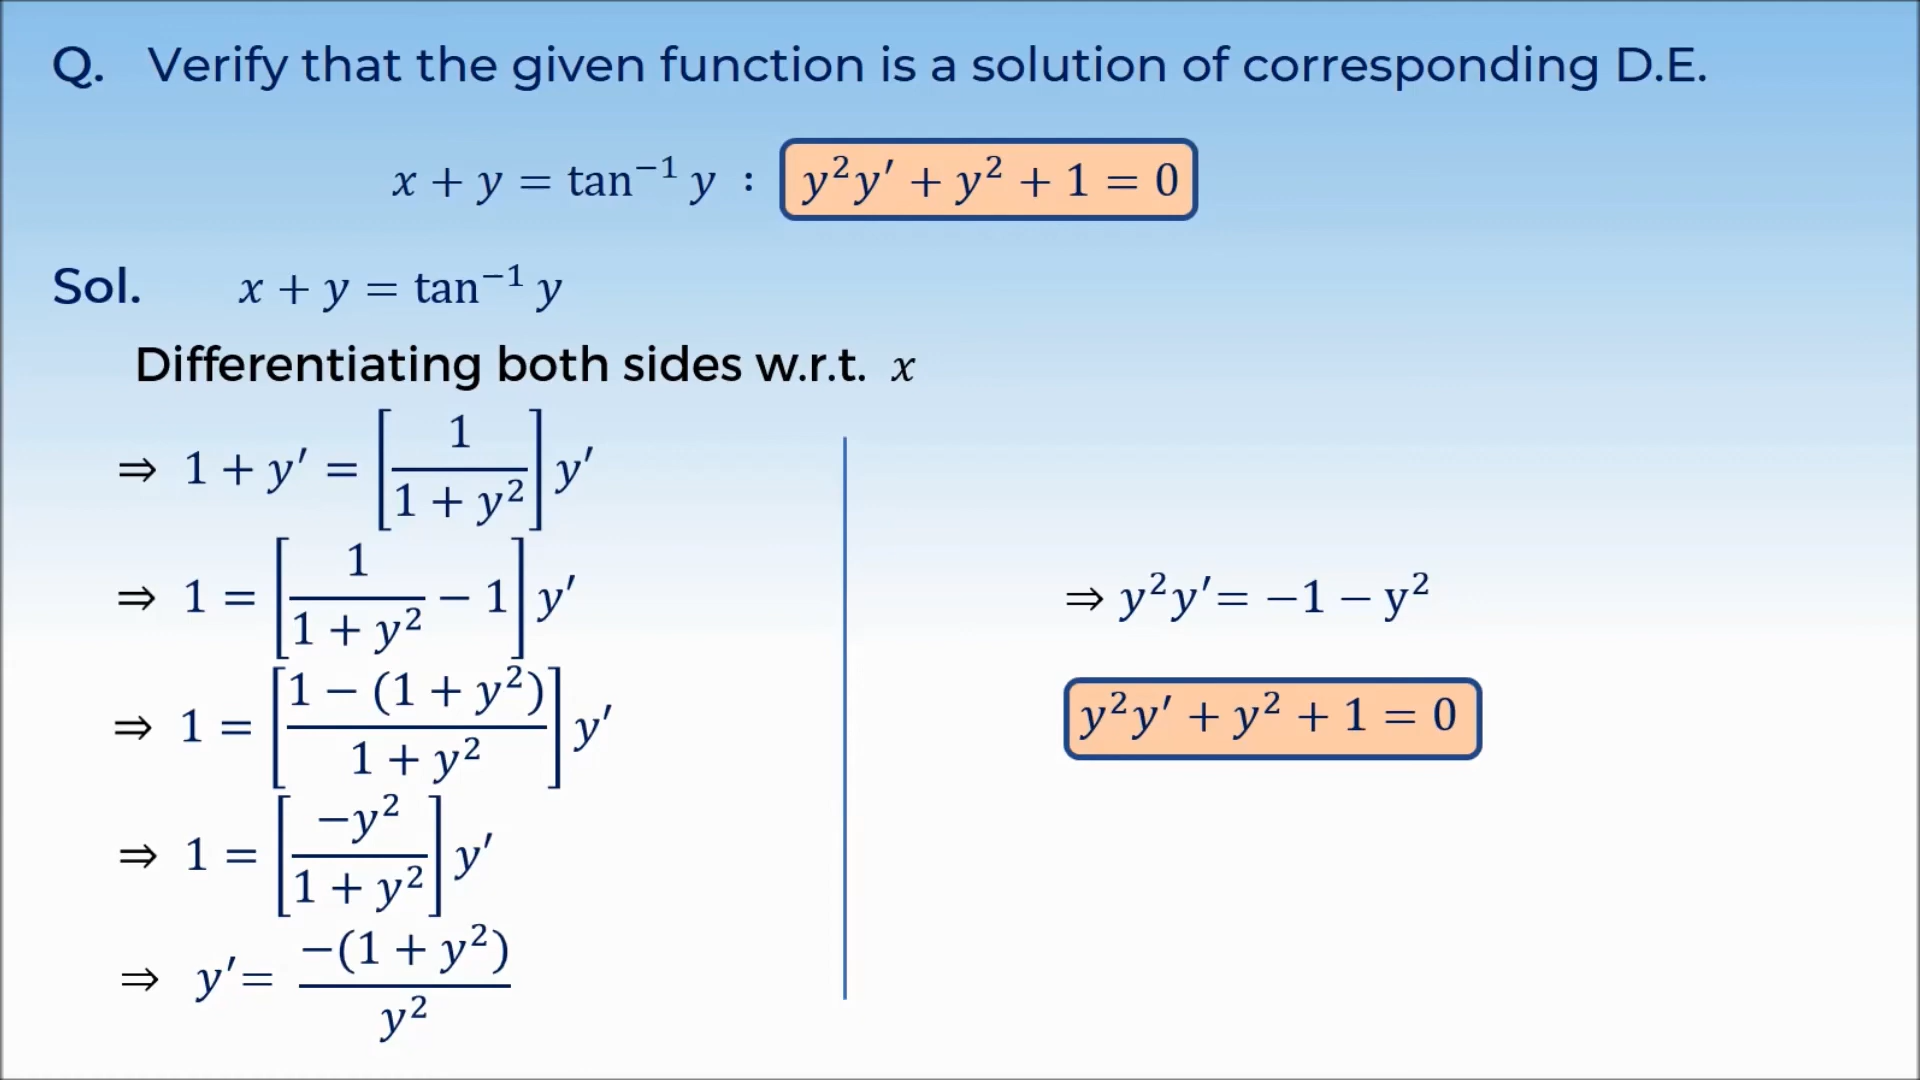 Q. Verify that the given function is a solution of corresponding D.E.
x + y = tan⁻¹ y : y²y′ + y² + 1 = 0
Sol. x + y = tan⁻¹ y
Differentiating both sides w.r.t. x
⇒ 1 + y′ = [1/(1 + y²)] y′
⇒ 1 = [1/(1 + y²) − 1] y′
⇒ 1 = [(1 − (1 + y²))/(1 + y²)] y′
⇒ 1 = [−y²/(1 + y²)] y′
⇒ y′= −(1 + y²)/y²
⇒ y²y′= −1 − y²
y²y′ + y² + 1 = 0